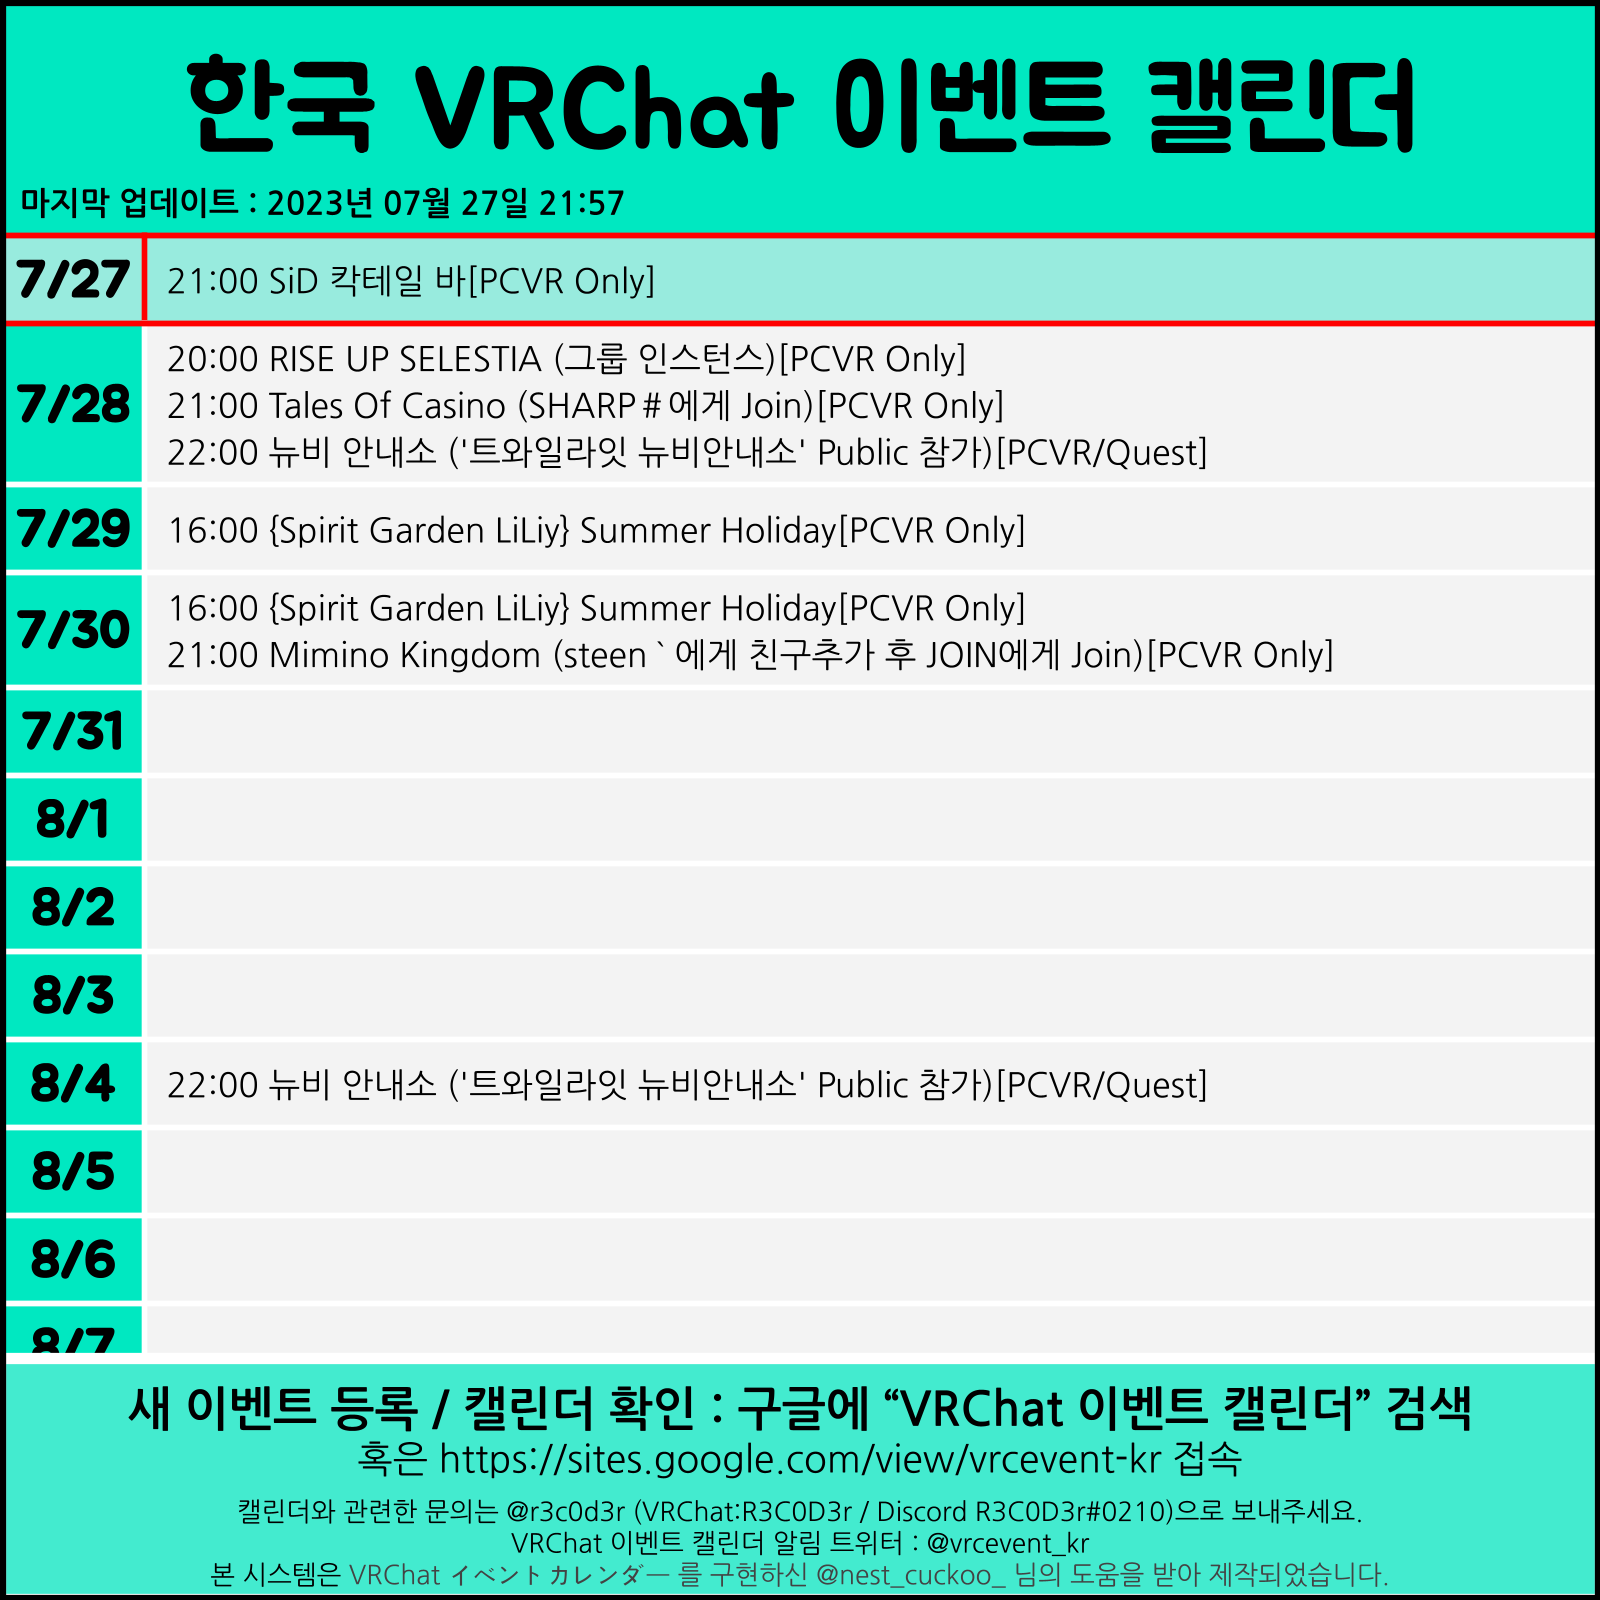 한국 VRChat 이벤트 캘린더
마지막 업데이트 : 2023년 07월 27일 21:57
7/27
21:00 SiD 칵테일 바[PCVR Only]
7/28
20:00 RISE UP SELESTIA (그룹 인스턴스)[PCVR Only]
21:00 Tales Of Casino (SHARP＃에게 Join)[PCVR Only]
22:00 뉴비 안내소 ('트와일라잇 뉴비안내소' Public 참가)[PCVR/Quest]
7/29
16:00 {Spirit Garden LiLiy} Summer Holiday[PCVR Only]
7/30
16:00 {Spirit Garden LiLiy} Summer Holiday[PCVR Only]
21:00 Mimino Kingdom (steen｀에게 친구추가 후 JOIN에게 Join)[PCVR Only]
7/31
8/1
8/2
8/3
8/4
22:00 뉴비 안내소 ('트와일라잇 뉴비안내소' Public 참가)[PCVR/Quest]
8/5
8/6
8/7
새 이벤트 등록 / 캘린더 확인 : 구글에 “VRChat 이벤트 캘린더” 검색
혹은 https://sites.google.com/view/vrcevent-kr 접속
캘린더와 관련한 문의는 @r3c0d3r (VRChat:R3C0D3r / Discord R3C0D3r#0210)으로 보내주세요.
VRChat 이벤트 캘린더 알림 트위터 : @vrcevent_kr
본 시스템은 VRChat イベントカレンダー 를 구현하신 @nest_cuckoo_ 님의 도움을 받아 제작되었습니다.